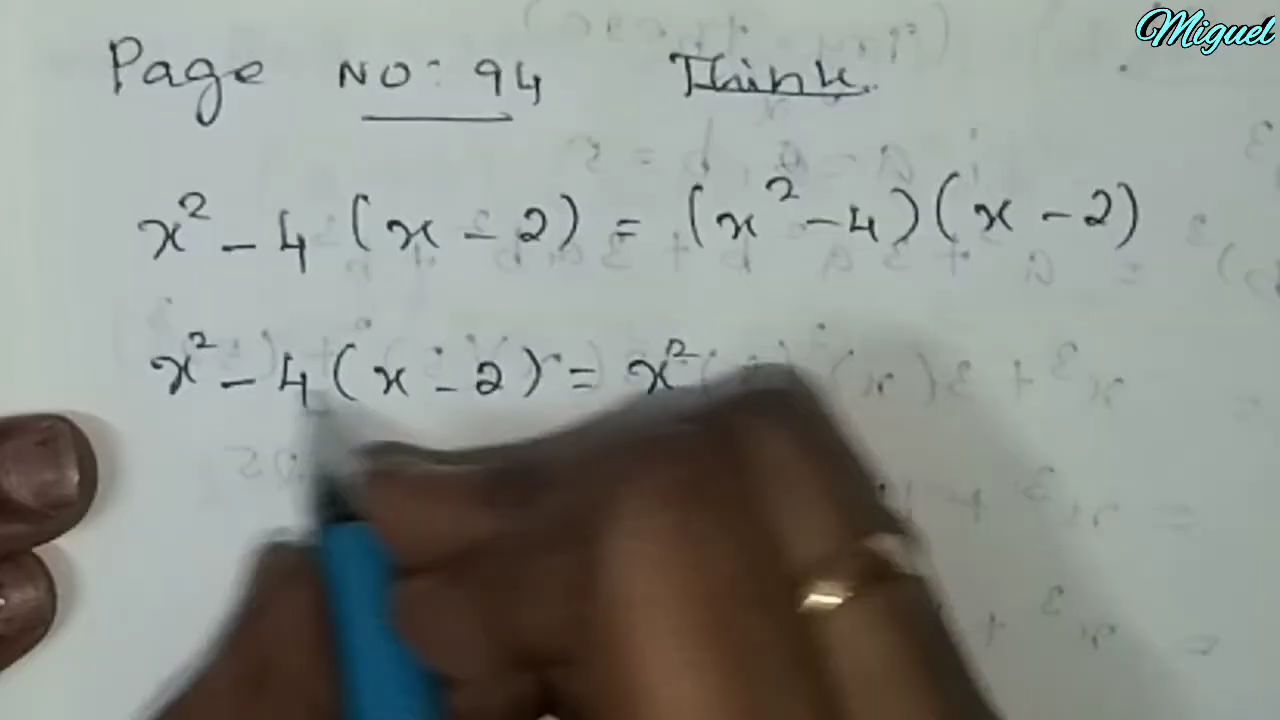 Miguel
Page NO: 94 Think
x² - 4 (x - 2) = (x² - 4)(x - 2)
x² - 4 (x - 2) = x²